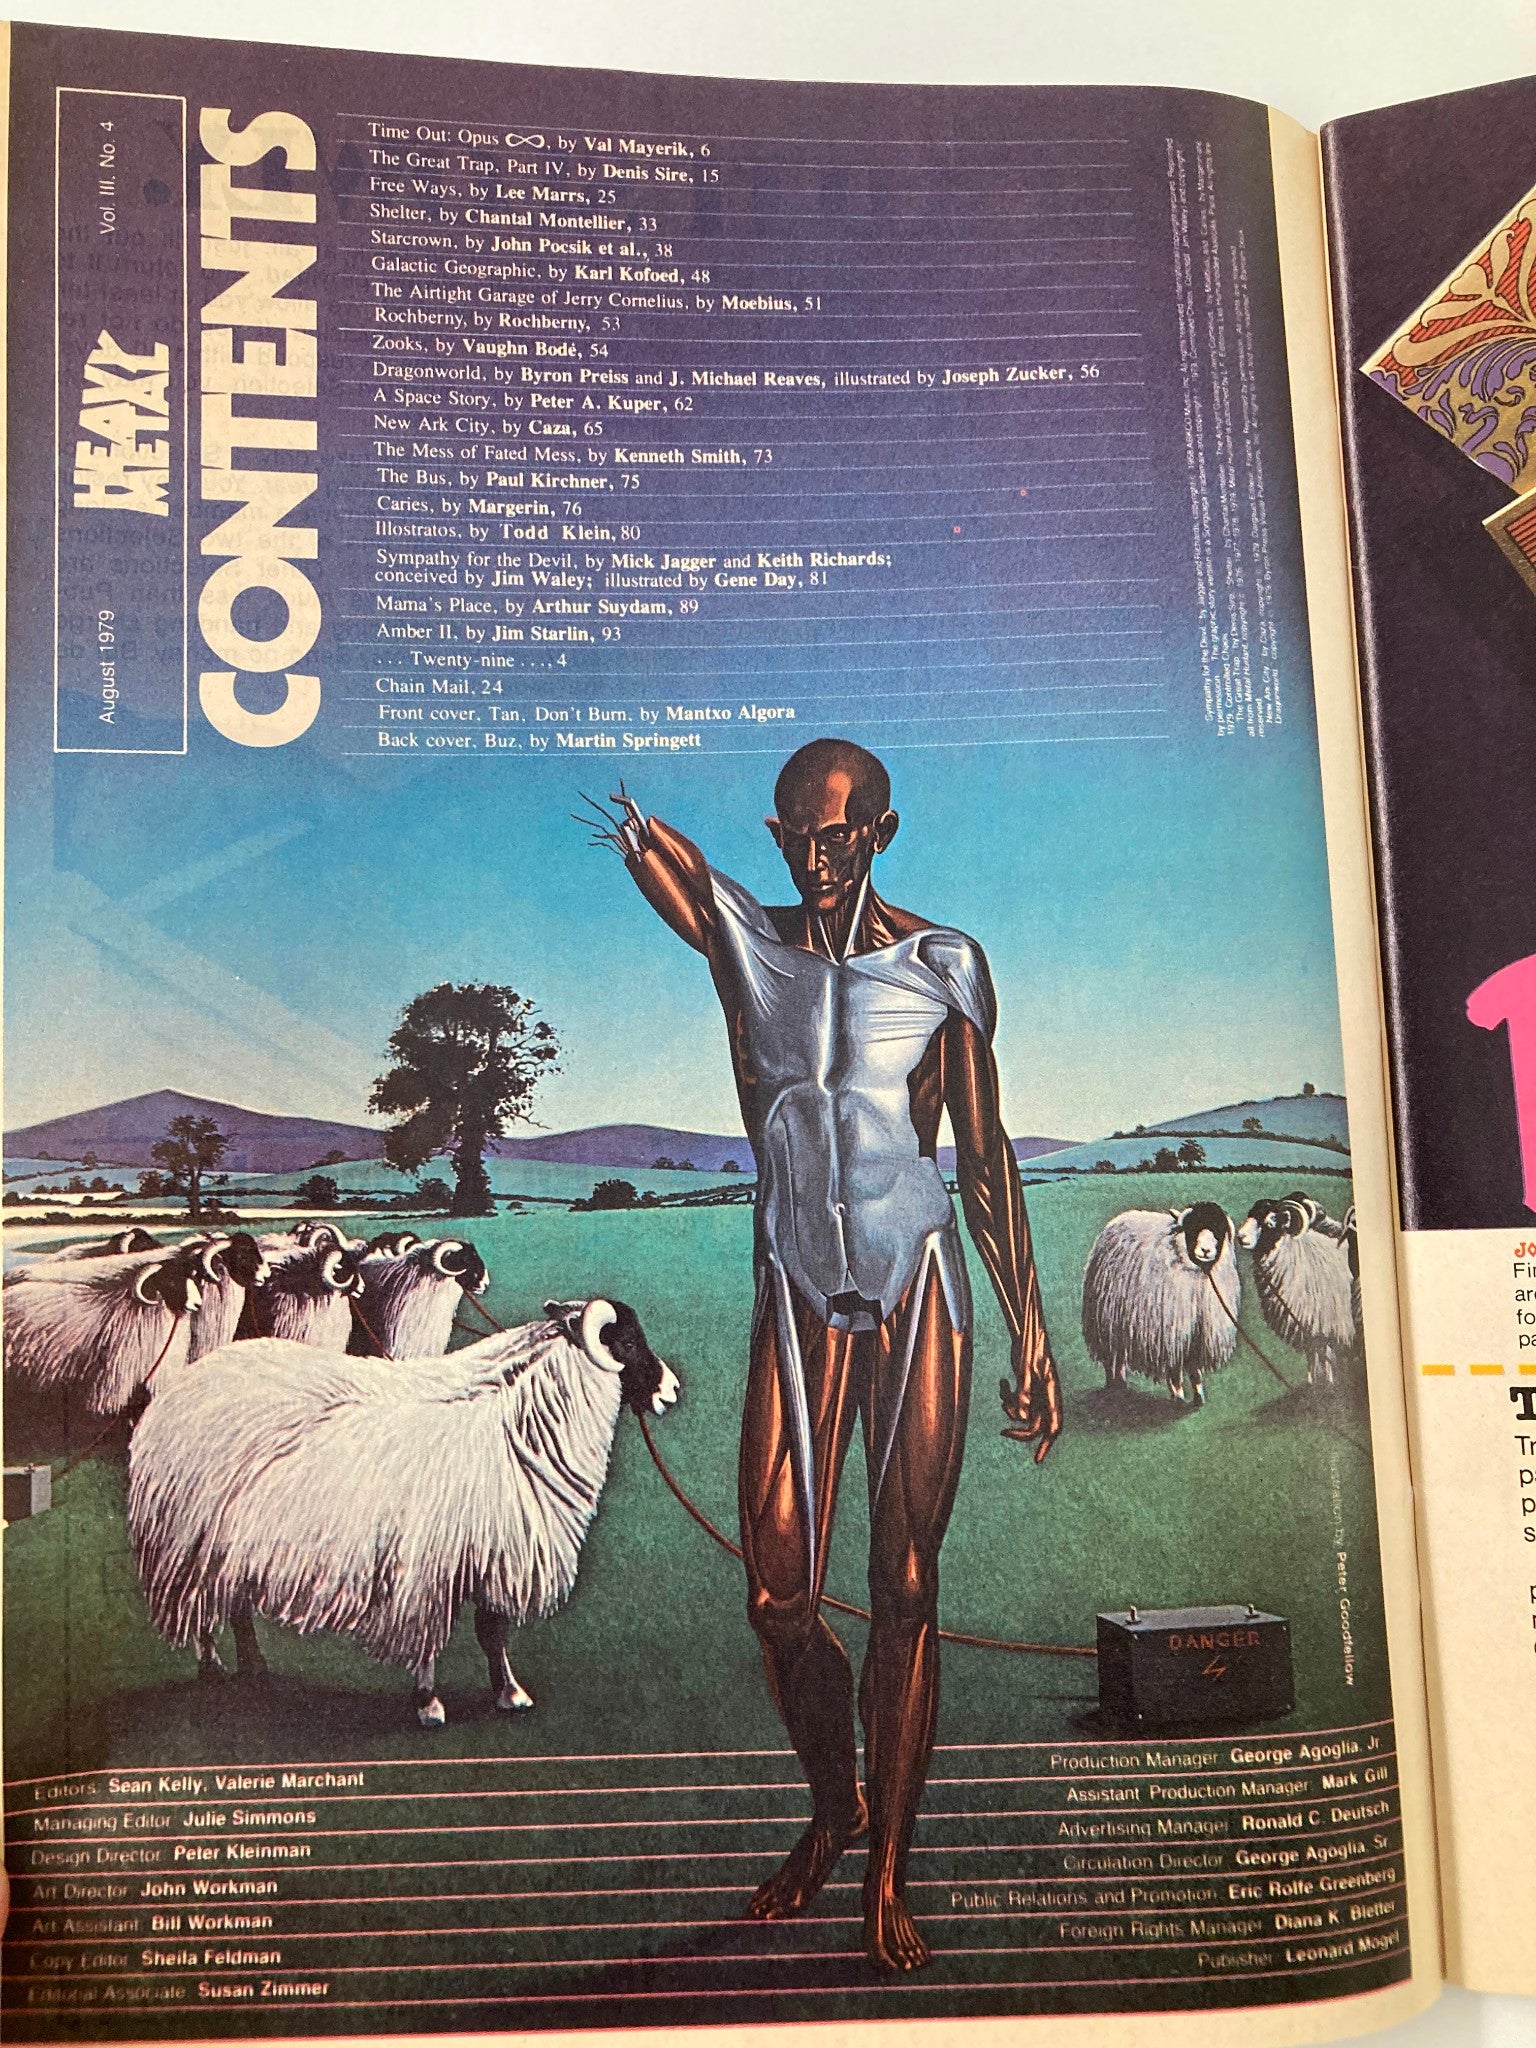 HEAVY
METAL
Vol. III, No. 4
August 1979
CONTENTS
Time Out: Opus ∞, by Val Mayerik, 6
The Great Trap, Part IV, by Denis Sire, 15
Free Ways, by Lee Marrs, 25
Shelter, by Chantal Montellier, 33
Starcrown, by John Pocsik et al., 38
Galactic Geographic, by Karl Kofoed, 48
The Airtight Garage of Jerry Cornelius, by Moebius, 51
Rochberny, by Rochberny, 53
Zooks, by Vaughn Bodé, 54
Dragonworld, by Byron Preiss and J. Michael Reaves, illustrated by Joseph Zucker, 56
A Space Story, by Peter A. Kuper, 62
New Ark City, by Caza, 65
The Mess of Fated Mess, by Kenneth Smith, 73
The Bus, by Paul Kirchner, 75
Caries, by Margerin, 76
Illostratos, by Todd Klein, 80
Sympathy for the Devil, by Mick Jagger and Keith Richards;
conceived by Jim Waley; illustrated by Gene Day, 81
Mama's Place, by Arthur Suydam, 89
Amber II, by Jim Starlin, 93
. . . Twenty-nine . . ., 4
Chain Mail, 24
Front cover, Tan, Don't Burn, by Mantxo Algora
Back cover, Buz, by Martin Springett
DANGER
Illustration by Peter Goodfellow
Editors: Sean Kelly, Valerie Marchant
Managing Editor: Julie Simmons
Design Director: Peter Kleinman
Art Director: John Workman
Art Assistant: Bill Workman
Copy Editor: Sheila Feldman
Editorial Associate: Susan Zimmer
Production Manager: George Agoglia, Jr.
Assistant Production Manager: Mark Gill
Advertising Manager: Ronald C. Deutsch
Circulation Director: George Agoglia, Sr.
Public Relations and Promotion: Eric Rolfe Greenberg
Foreign Rights Manager: Diana K. Bletter
Publisher: Leonard Mogel